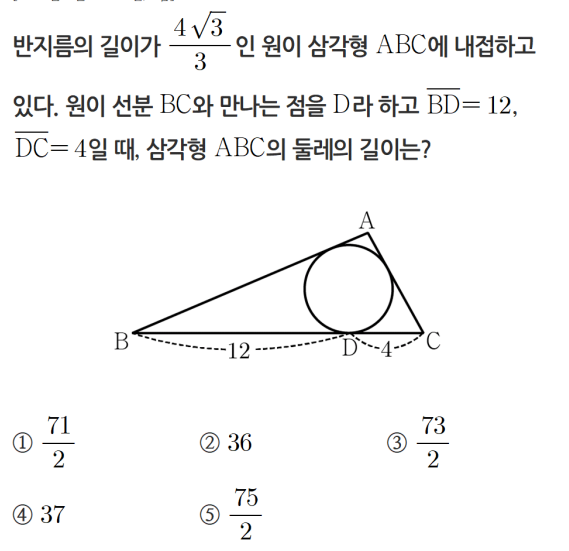 반지름의 길이가 $\frac{4\sqrt{3}}{3}$ 인 원이 삼각형 ABC에 내접하고
있다. 원이 선분 BC와 만나는 점을 D라 하고 $\overline{BD}$= 12,
$\overline{DC}$= 4일 때, 삼각형 ABC의 둘레의 길이는?
A
B
12
D
4
C
① $\frac{71}{2}$ ② 36 ③ $\frac{73}{2}$
④ 37 ⑤ $\frac{75}{2}$